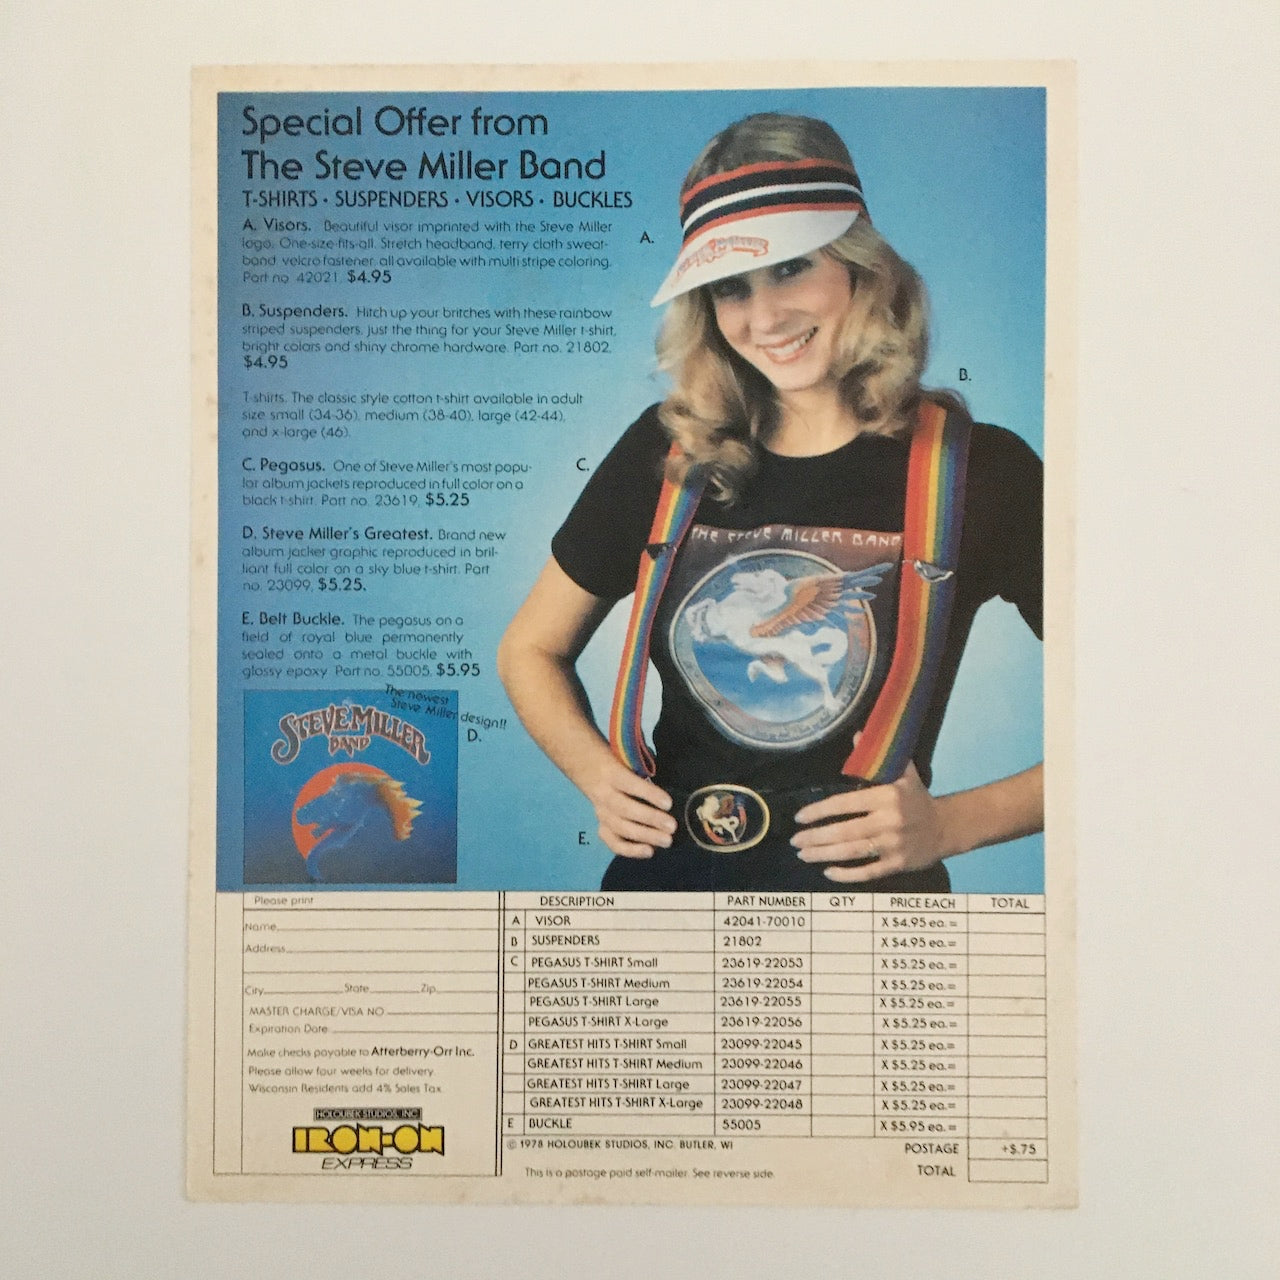 Special Offer from
The Steve Miller Band
T-SHIRTS · SUSPENDERS · VISORS · BUCKLES
A. Visors. Beautiful visor imprinted with the Steve Miller
logo. One-size-fits-all. Stretch headband, terry cloth sweat-
band, velcro fastener, all available with multi stripe coloring.
Part no. 42021. $4.95
B. Suspenders. Hitch up your britches with these rainbow
striped suspenders, just the thing for your Steve Miller t-shirt,
bright colors and shiny chrome hardware. Part no. 21802.
$4.95
T-shirts. The classic style cotton t-shirt available in adult
size small (34-36), medium (38-40), large (42-44),
and x-large (46).
C. Pegasus. One of Steve Miller's most popu-
lar album jackets reproduced in full color on a
black t-shirt. Part no. 23619. $5.25
D. Steve Miller's Greatest. Brand new
album jacket graphic reproduced in bril-
liant full color on a sky blue t-shirt. Part
no. 23099. $5.25.
E. Belt Buckle. The pegasus on a
field of royal blue permanently
sealed onto a metal buckle with
glossy epoxy. Part no. 55005. $5.95
The newest
Steve Miller design!!
D.
STEVE MILLER
BAND
A.
B.
C.
THE STEVE MILLER BAND
E.
Please print
Name
Address
City State Zip
MASTER CHARGE/VISA NO
Expiration Date
Make checks payable to Atterberry-Orr Inc.
Please allow four weeks for delivery.
Wisconsin Residents add 4% Sales Tax.
HOLOUBEK STUDIOS, INC.
IRON-ON
EXPRESS
DESCRIPTION PART NUMBER QTY PRICE EACH TOTAL
A VISOR 42041-70010 X $4.95 ea. =
B SUSPENDERS 21802 X $4.95 ea. =
C PEGASUS T-SHIRT Small 23619-22053 X $5.25 ea. =
PEGASUS T-SHIRT Medium 23619-22054 X $5.25 ea. =
PEGASUS T-SHIRT Large 23619-22055 X $5.25 ea. =
PEGASUS T-SHIRT X-Large 23619-22056 X $5.25 ea. =
D GREATEST HITS T-SHIRT Small 23099-22045 X $5.25 ea. =
GREATEST HITS T-SHIRT Medium 23099-22046 X $5.25 ea. =
GREATEST HITS T-SHIRT Large 23099-22047 X $5.25 ea. =
GREATEST HITS T-SHIRT X-Large 23099-22048 X $5.25 ea. =
E BUCKLE 55005 X $5.95 ea. =
© 1978 HOLOUBEK STUDIOS, INC. BUTLER, WI
POSTAGE +$.75
This is a postage paid self-mailer. See reverse side.
TOTAL